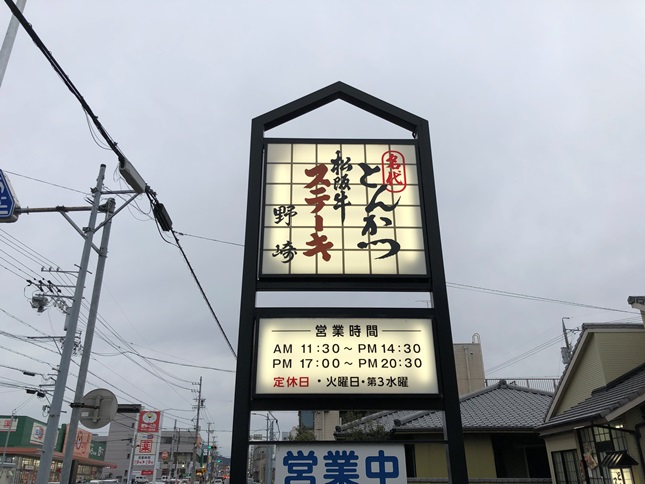 名代
とんかつ
松阪牛
ステーキ
野崎
営業時間
AM 11:30～PM 14:30
PM 17:00～PM 20:30
定休日・火曜日・第3水曜
営業中
薬